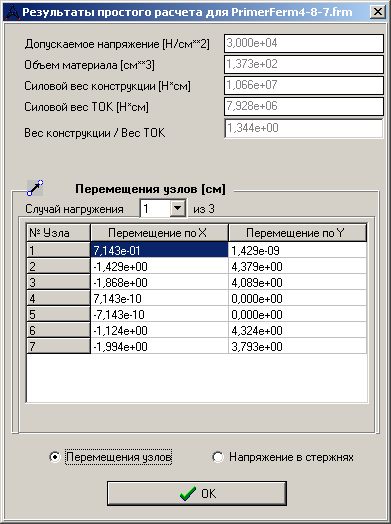 Результаты простого расчета для PrimerFerm4-8-7.frm
Допускаемое напряжение [Н/см**2] 3,000e+04
Объем материала [см**3] 1,373e+02
Силовой вес конструкции [Н*см] 1,066e+07
Силовой вес ТОК [Н*см] 7,928e+06
Вес конструкции / Вес ТОК 1,344e+00
Перемещения узлов [см]
Случай нагружения 1 из 3
№ Узла Перемещение по X Перемещение по Y
1 7,143e-01 1,429e-09
2 -1,429e+00 4,379e+00
3 -1,868e+00 4,089e+00
4 7,143e-10 0,000e+00
5 -7,143e-10 0,000e+00
6 -1,124e+00 4,324e+00
7 -1,994e+00 3,793e+00
Перемещения узлов Напряжение в стержнях
OK